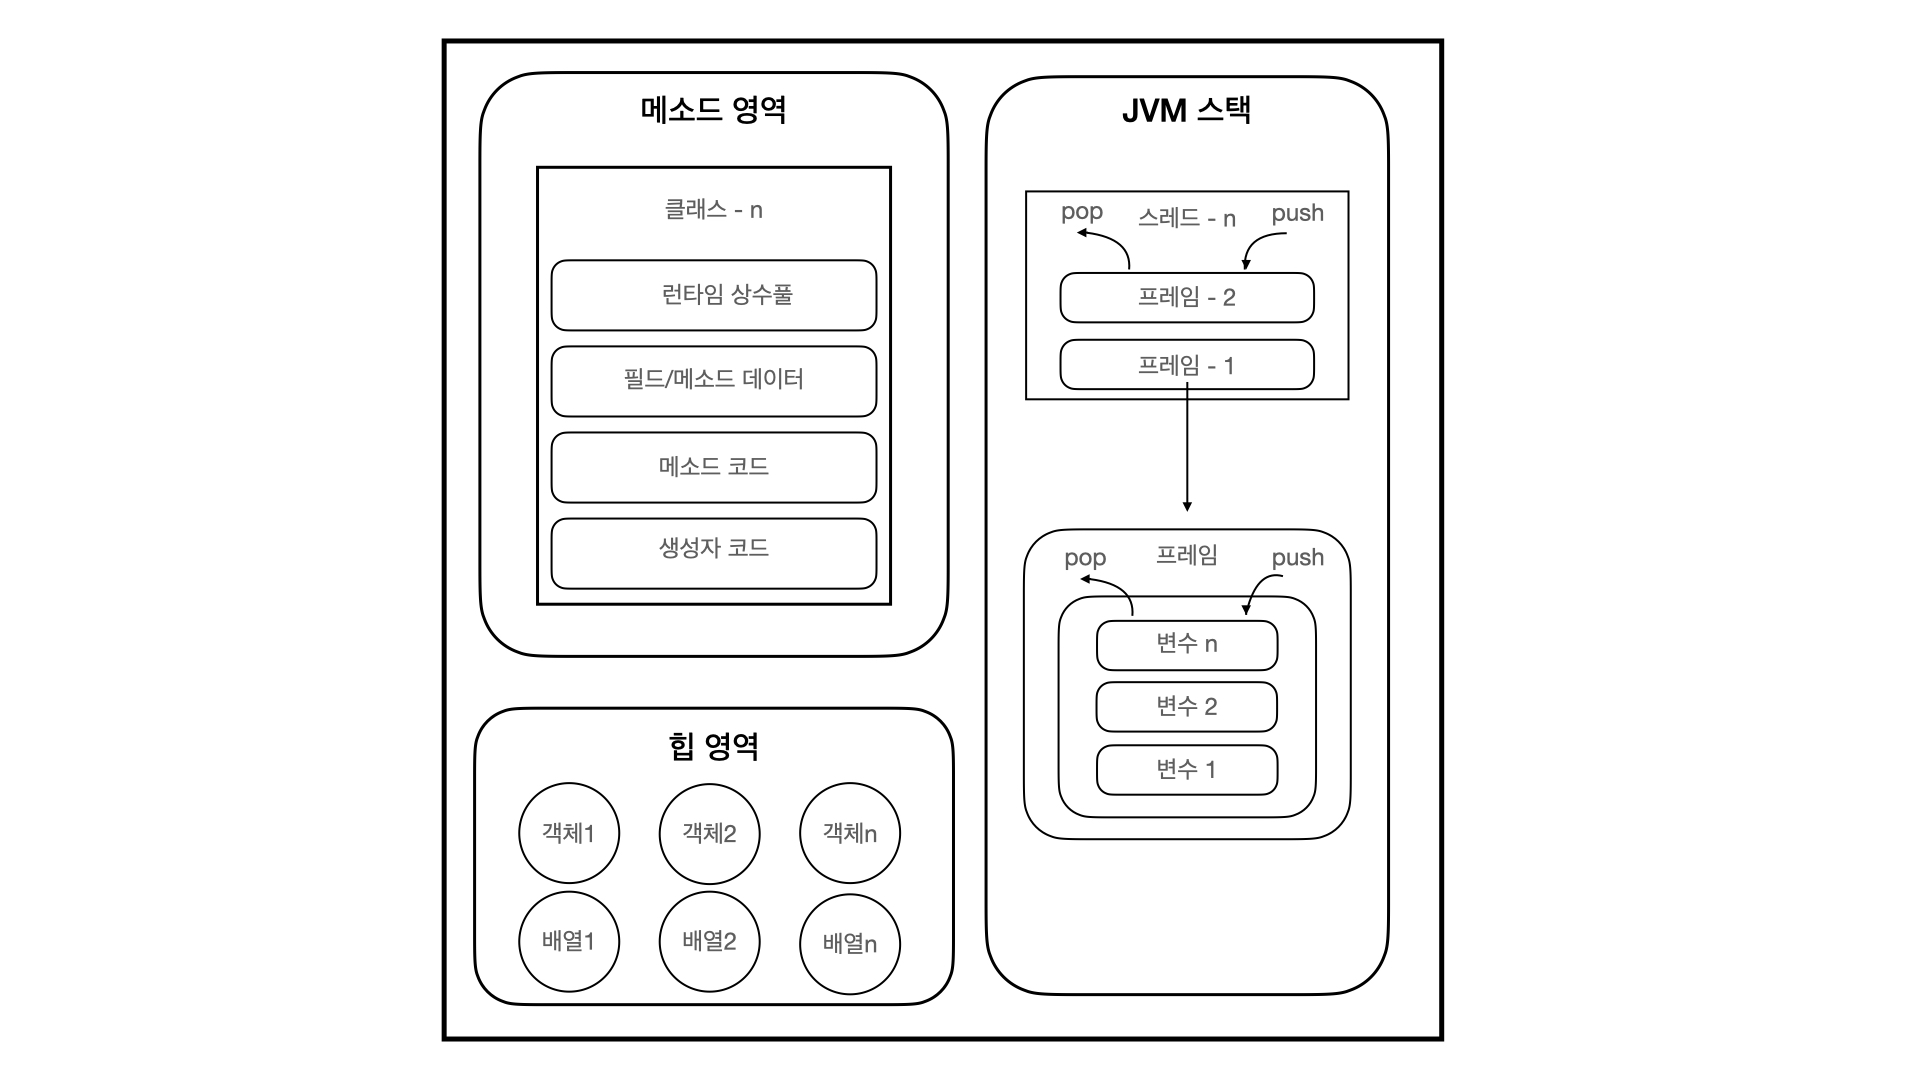 메소드 영역
클래스 - n
런타임 상수풀
필드/메소드 데이터
메소드 코드
생성자 코드
힙 영역
객체1
객체2
객체n
배열1
배열2
배열n
JVM 스택
pop
스레드 - n
push
프레임 - 2
프레임 - 1
pop
프레임
push
변수 n
변수 2
변수 1